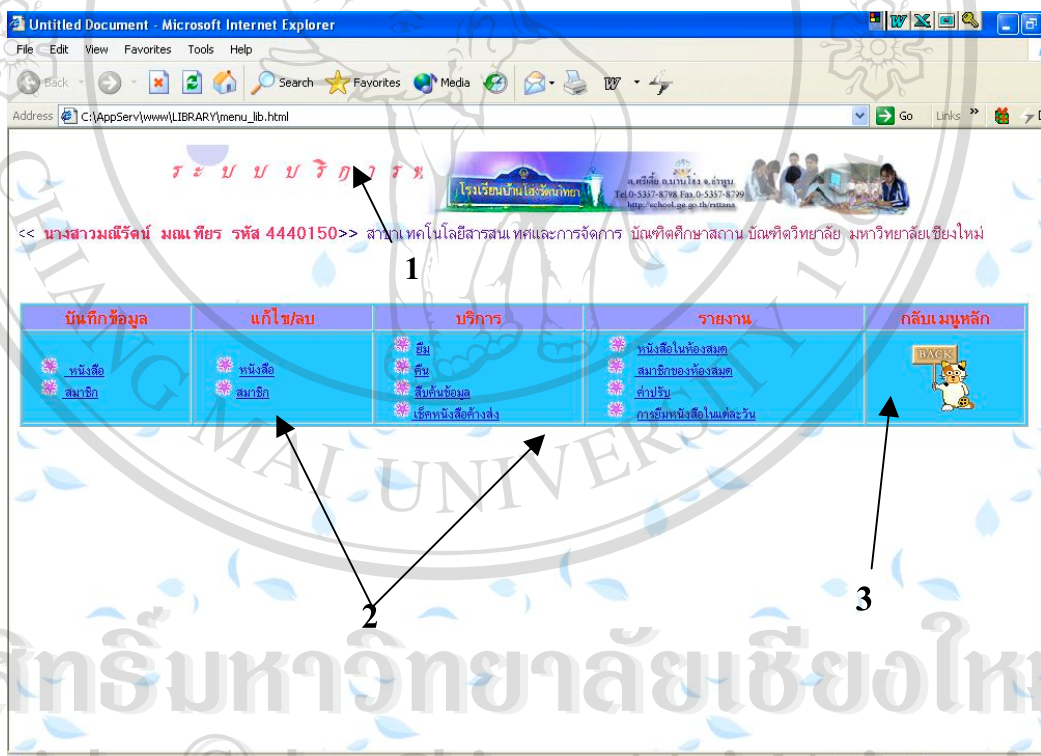 Untitled Document - Microsoft Internet Explorer
File Edit View Favorites Tools Help
Back Search Favorites Media
Address C:\AppServ\www\LIBRARY\menu_lib.html Go Links
ร ะ บ บ บ ริ ก า ร ห
โรงเรียนบ้านโฮ่งรัตนวิทยา
Tel.0-5357-8798 Fax.0-5357-8799
<< นางสาวมณีรัตน์ มณเฑียร รหัส 4440150>> สาขาเทคโนโลยีสารสนเทศและการจัดการ บัณฑิตศึกษาสถาน บัณฑิตวิทยาลัย มหาวิทยาลัยเชียงใหม่
1
บันทึกข้อมูล แก้ไข/ลบ บริการ รายงาน กลับเมนูหลัก
หนังสือ
สมาชิก
หนังสือ
สมาชิก
ยืม
คืน
สืบค้นข้อมูล
เช็คหนังสือค้างส่ง
หนังสือในห้องสมุด
สมาชิกของห้องสมุด
ค่าปรับ
การยืมหนังสือในแต่ละวัน
BACK
2
3
CHIANG MAI UNIVERSITY 19
สิทธิ์มหาวิทยาลัยเชียงให